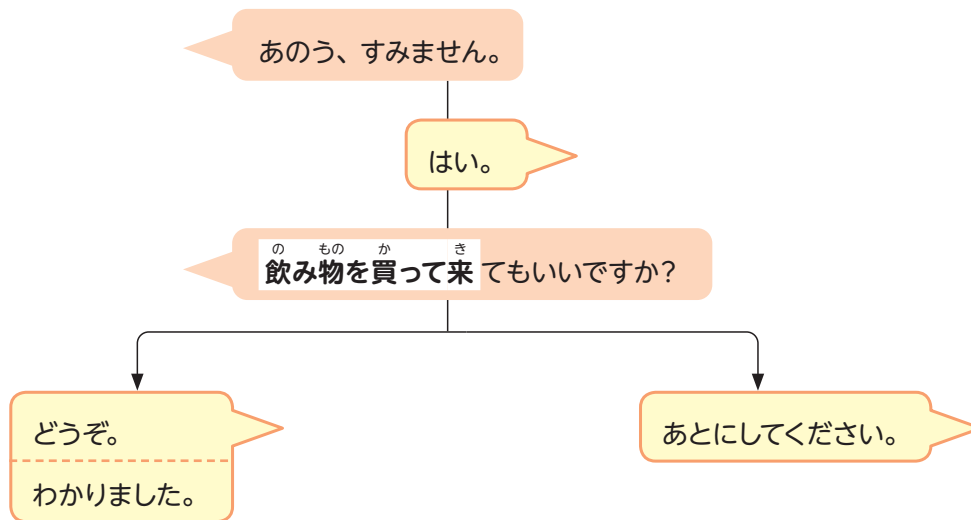 あのう、すみません。
はい。
の もの か き
飲み物を買って来てもいいですか？
どうぞ。
わかりました。
あとにしてください。